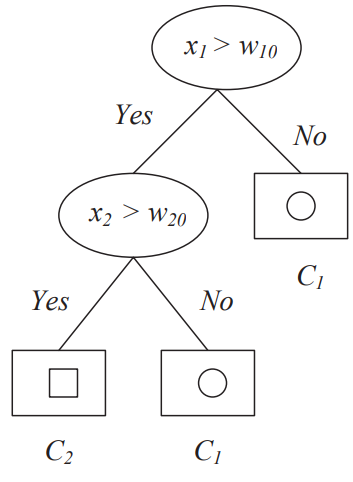 x₁ > w₁₀
Yes
No
x₂ > w₂₀
C₁
Yes
No
C₂
C₁